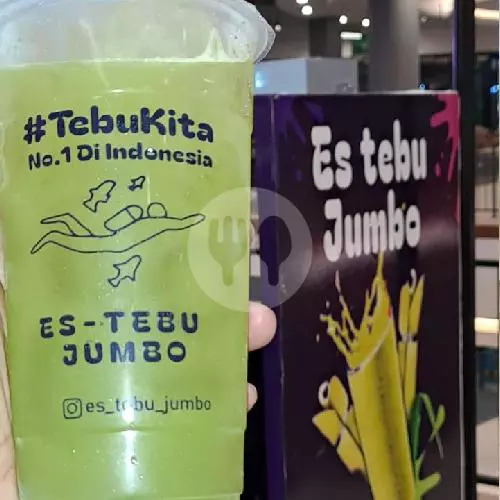 #TebuKita
No.1 Di Indonesia
ES-TEBU
JUMBO
es_tebu_jumbo
Es tebu
Jumbo